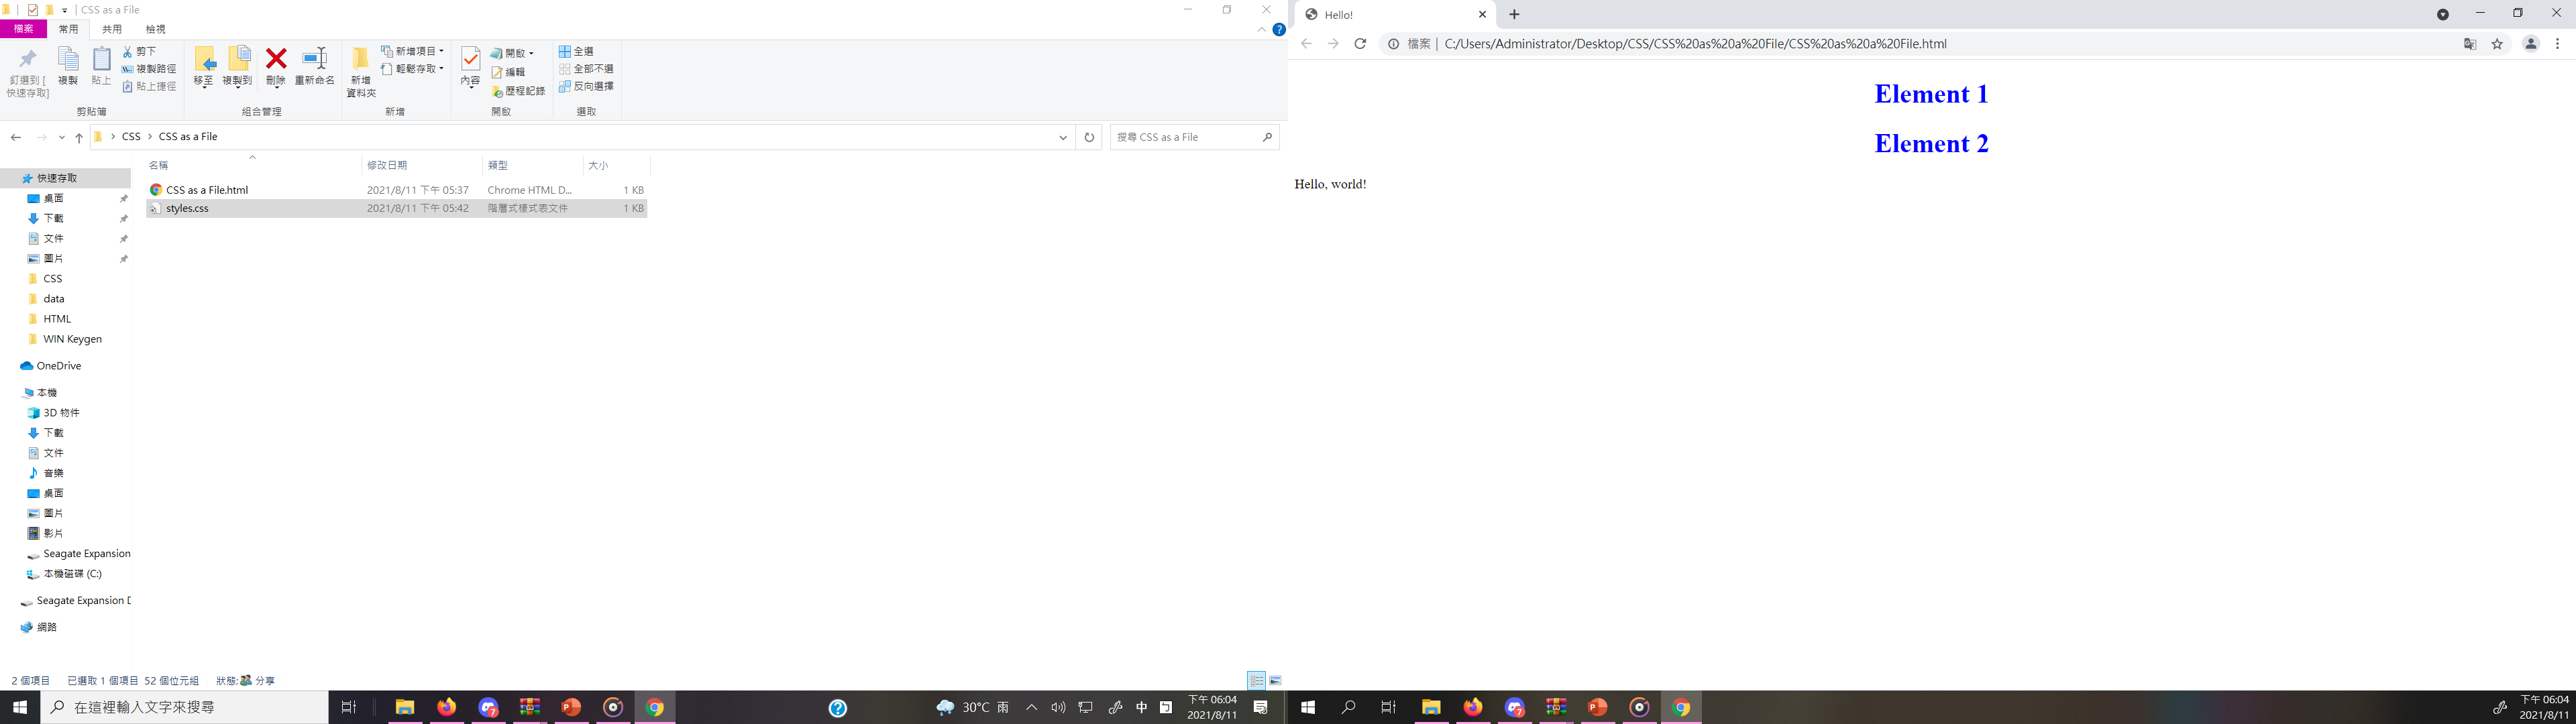 CSS as a File
檔案 常用 共用 檢視
釘選到 [
快速存取]
複製
貼上
剪下
複製路徑
貼上捷徑
剪貼簿
移至
複製到
刪除
重新命名
組合管理
新增
資料夾
新增項目
輕鬆存取
新增
內容
開啟
編輯
歷程記錄
開啟
全選
全部不選
反向選擇
選取
CSS CSS as a File
搜尋 CSS as a File
名稱 修改日期 類型 大小
CSS as a File.html 2021/8/11 下午 05:37 Chrome HTML D... 1 KB
styles.css 2021/8/11 下午 05:42 階層式樣式表文件 1 KB
快速存取
桌面
下載
文件
圖片
CSS
data
HTML
WIN Keygen
OneDrive
本機
3D 物件
下載
文件
音樂
桌面
圖片
影片
Seagate Expansion
本機磁碟 (C:)
Seagate Expansion D
網路
2 個項目 已選取 1 個項目 52 個位元組 狀態: 分享
在這裡輸入文字來搜尋
7
30°C 雨
中
下午 06:04
2021/8/11
Hello!
檔案 | C:/Users/Administrator/Desktop/CSS/CSS%20as%20a%20File/CSS%20as%20a%20File.html
Element 1
Element 2
Hello, world!
7
下午 06:04
2021/8/11